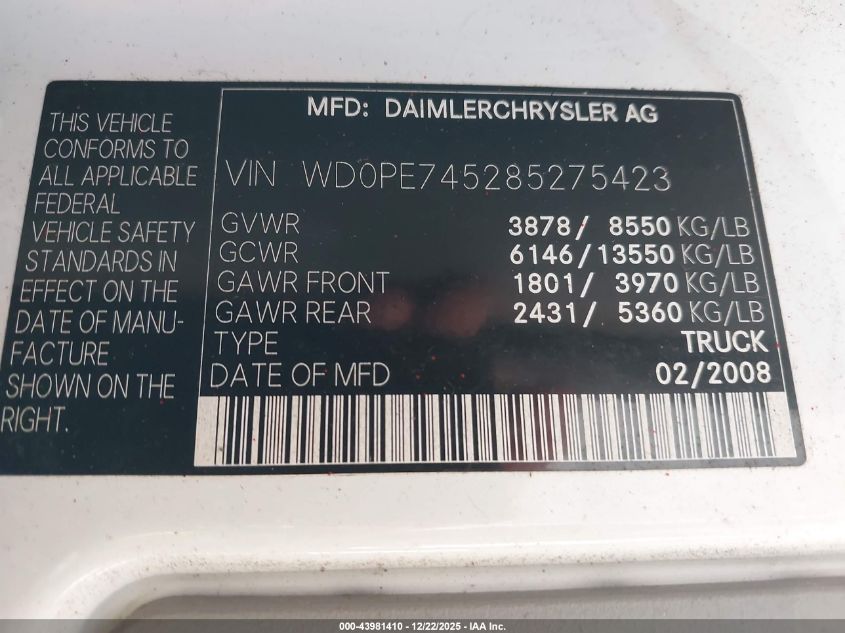 THIS VEHICLE
CONFORMS TO
ALL APPLICABLE
FEDERAL
VEHICLE SAFETY
STANDARDS IN
EFFECT ON THE
DATE OF MANU-
FACTURE
SHOWN ON THE
RIGHT.
MFD: DAIMLERCHRYSLER AG
VIN WD0PE745285275423
GVWR 3878/ 8550 KG/LB
GCWR 6146/13550 KG/LB
GAWR FRONT 1801/ 3970 KG/LB
GAWR REAR 2431/ 5360 KG/LB
TYPE TRUCK
DATE OF MFD 02/2008
000-43981410 - 12/22/2025 - IAA Inc.